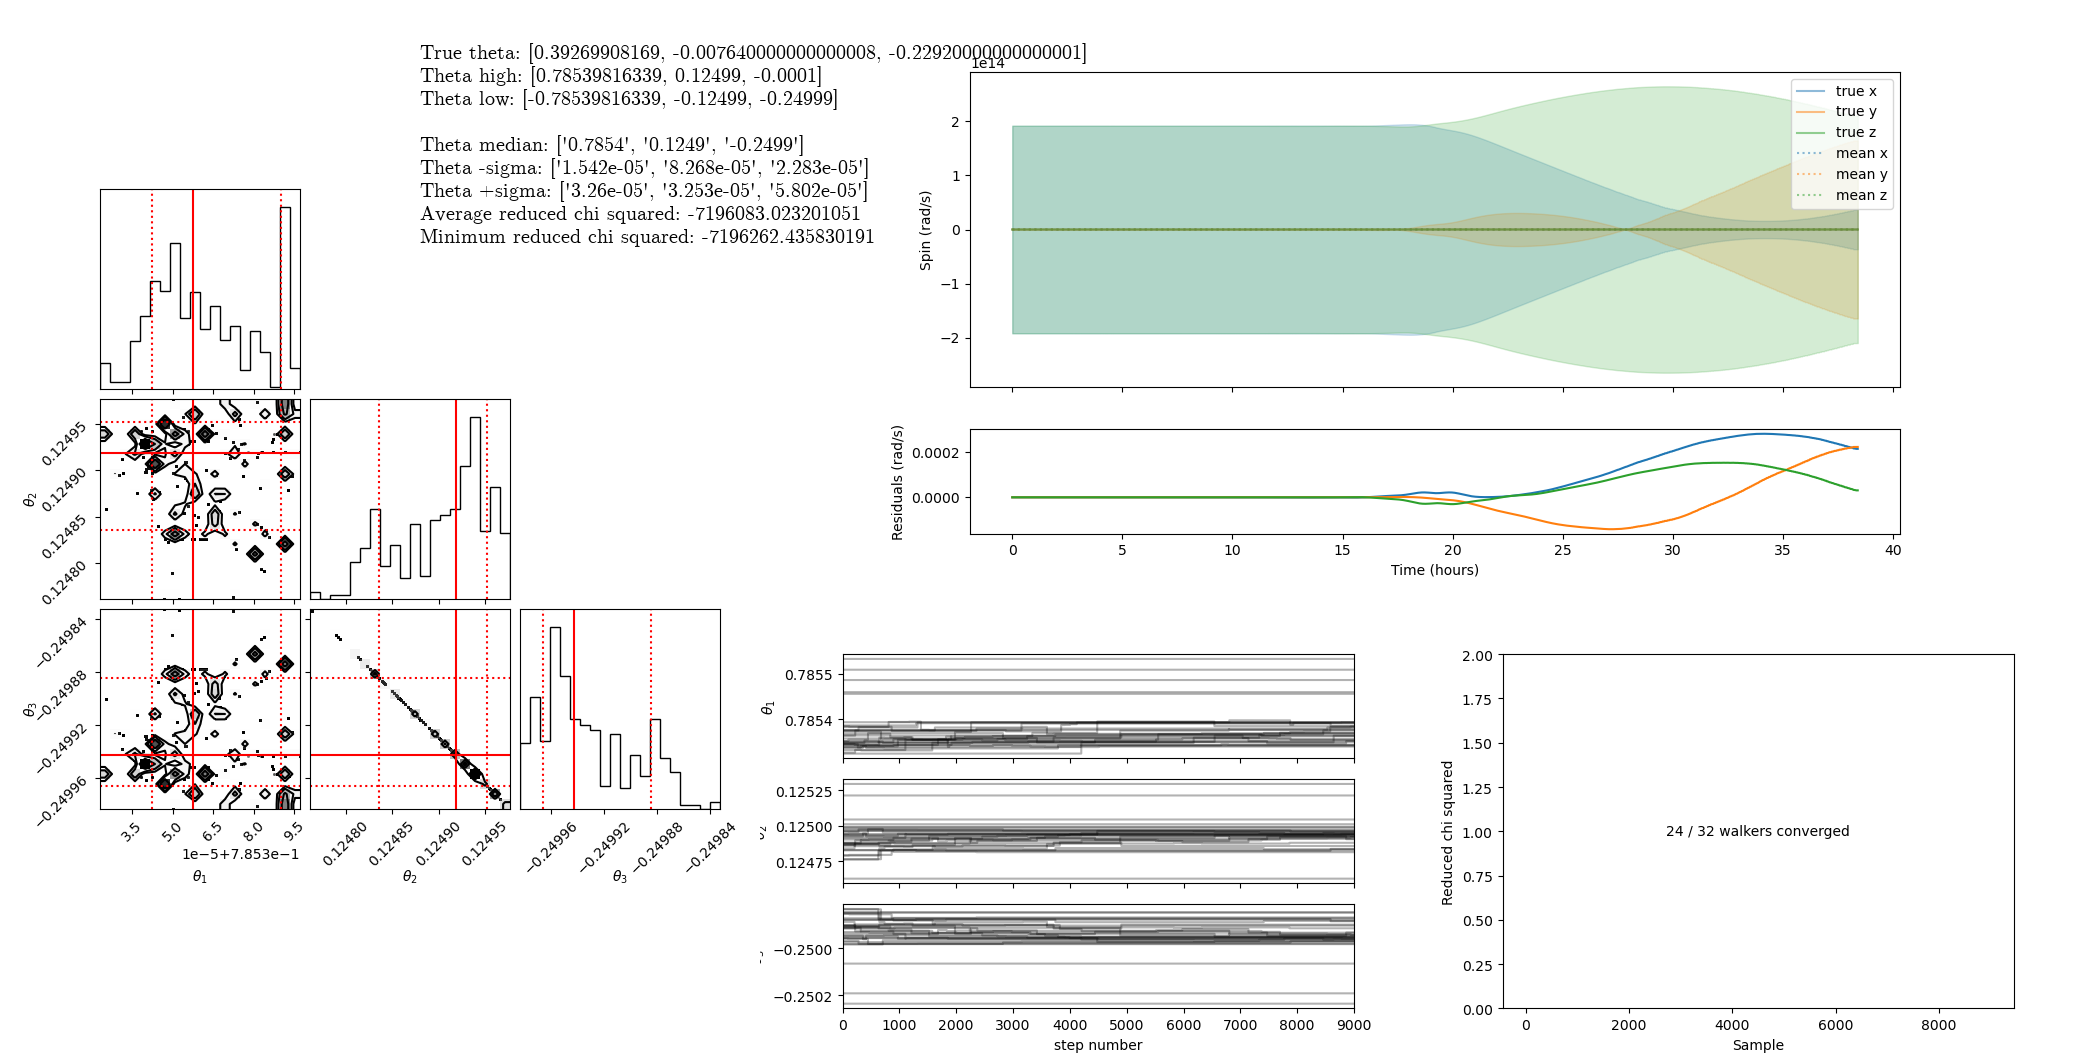 True theta: [0.39269908169, -0.007640000000000008, -0.22920000000000001]
Theta high: [0.78539816339, 0.12499, -0.0001]
Theta low: [-0.78539816339, -0.12499, -0.24999]
Theta median: ['0.7854', '0.1249', '-0.2499']
Theta -sigma: ['1.542e-05', '8.268e-05', '2.283e-05']
Theta +sigma: ['3.26e-05', '3.253e-05', '5.802e-05']
Average reduced chi squared: -7196083.023201051
Minimum reduced chi squared: -7196262.435830191
1e14
2
1
0
−1
−2
Spin (rad/s)
true x
true y
true z
mean x
mean y
mean z
0.0002
0.0000
Residuals (rad/s)
0 5 10 15 20 25 30 35 40
Time (hours)
0.12495
0.12490
0.12485
0.12480
θ2
−0.24984
−0.24988
−0.24992
−0.24996
θ3
3.5 5.0 6.5 8.0 9.5
1e−5+7.853e−1
θ1
0.12480 0.12485 0.12490 0.12495
θ2
−0.24996 −0.24992 −0.24988 −0.24984
θ3
0.7855
0.7854
θ1
0.12525
0.12500
0.12475
−0.2500
−0.2502
0 1000 2000 3000 4000 5000 6000 7000 8000 9000
step number
2.00
1.75
1.50
1.25
1.00
0.75
0.50
0.25
0.00
Reduced chi squared
24 / 32 walkers converged
0 2000 4000 6000 8000
Sample